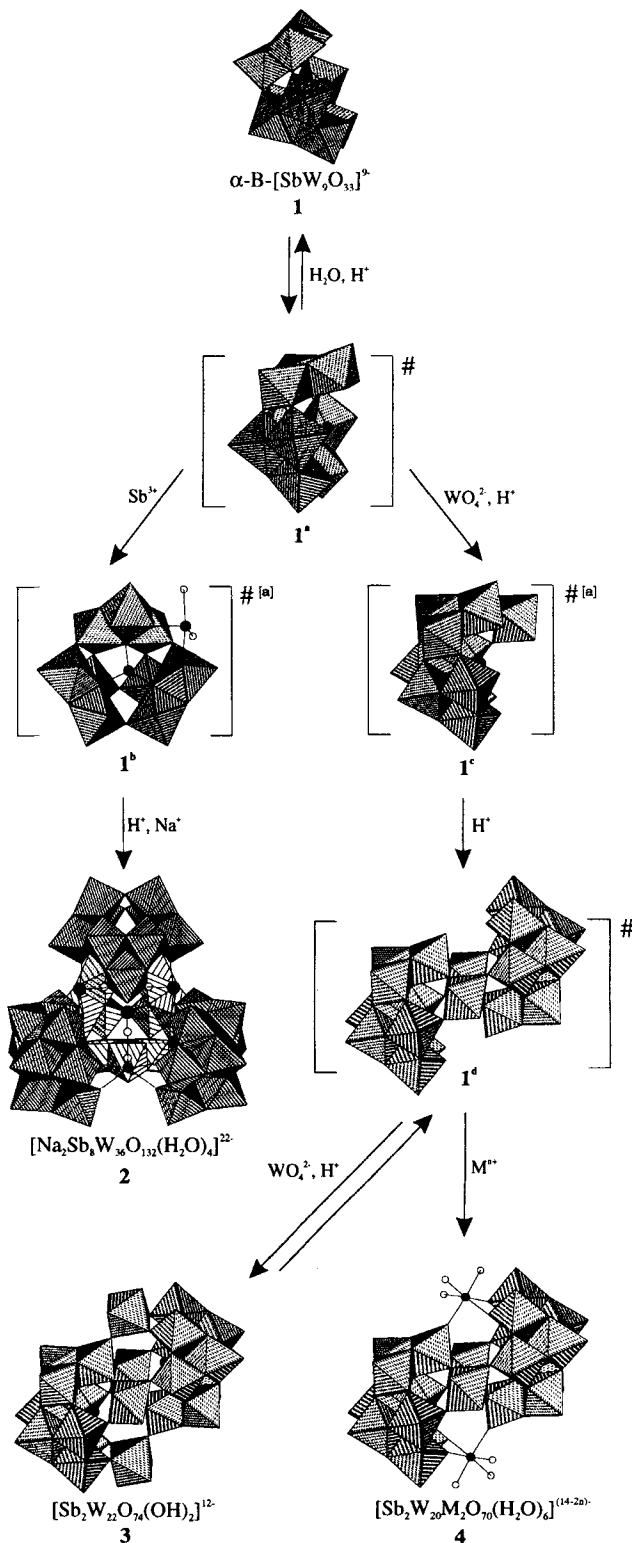 α-B-[SbW₉O₃₃]⁹⁻
1
H₂O, H⁺
#
1ᵃ
Sb³⁺
WO₄²⁻, H⁺
# [a]
# [a]
1ᵇ
1ᶜ
H⁺, Na⁺
H⁺
#
1ᵈ
[Na₂Sb₈W₃₆O₁₃₂(H₂O)₄]²²⁻
2
WO₄²⁻, H⁺
Mⁿ⁺
[Sb₂W₂₂O₇₄(OH)₂]¹²⁻
3
[Sb₂W₂₀M₂O₇₀(H₂O)₆]⁽¹⁴⁻²ⁿ⁾⁻
4